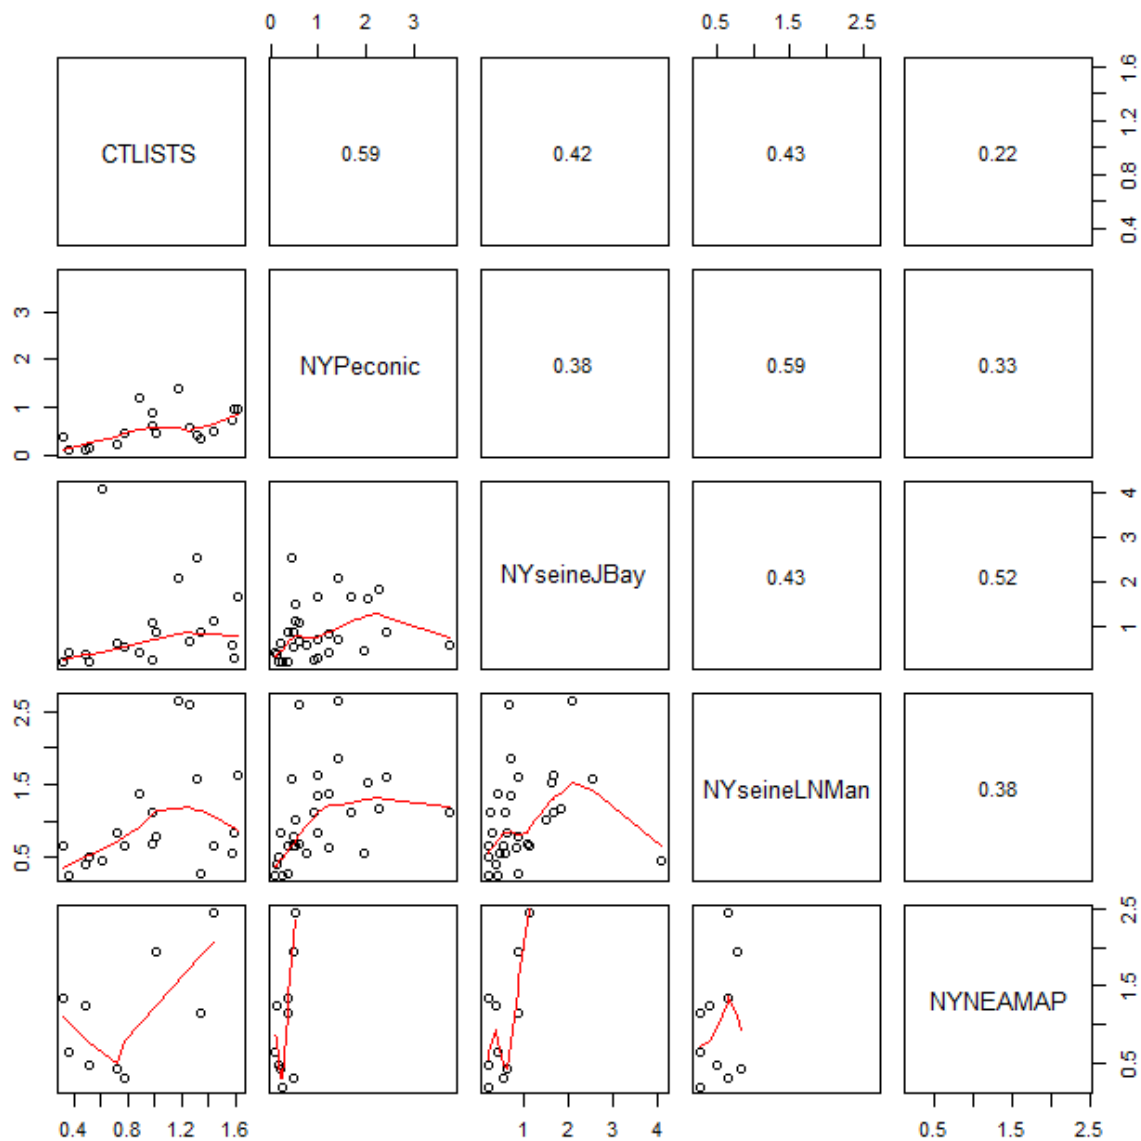 0 1 2 3 0.5 1.5 2.5
CTLISTS 0.59 0.42 0.43 0.22
0.4 0.8 1.2 1.6
0 1 2 3
NYPeconic 0.38 0.59 0.33
NYseineJBay 0.43 0.52
1 2 3 4
0.5 1.5 2.5
NYseineLNMan 0.38
NYNEAMAP
0.5 1.5 2.5
0.4 0.8 1.2 1.6 1 2 3 4 0.5 1.5 2.5